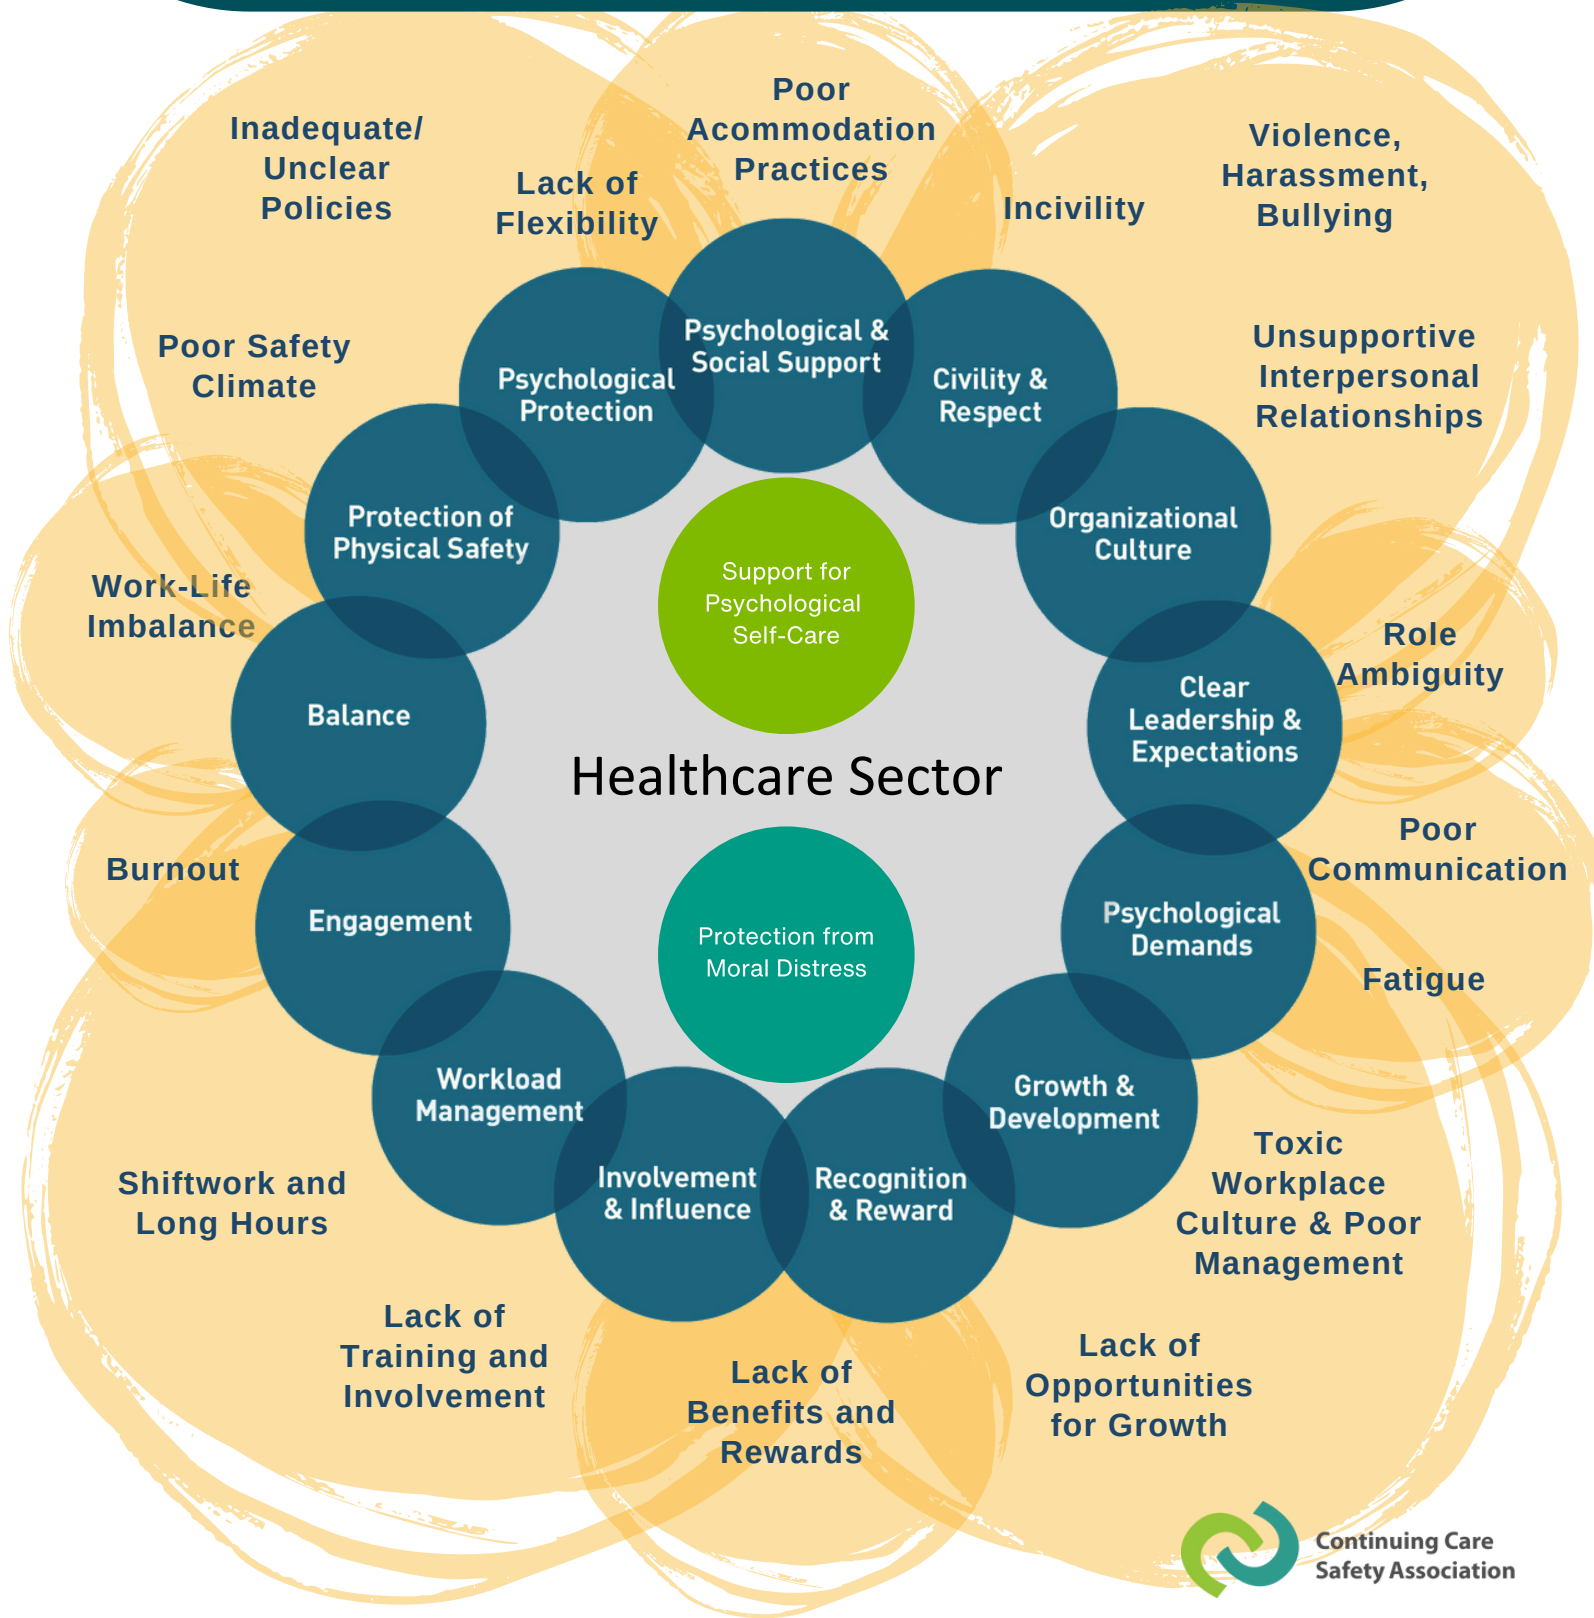 Poor
Acommodation
Practices
Inadequate/
Unclear
Policies
Lack of
Flexibility
Incivility
Violence,
Harassment,
Bullying
Poor Safety
Climate
Unsupportive
Interpersonal
Relationships
Work-Life
Imbalance
Role
Ambiguity
Burnout
Poor
Communication
Fatigue
Shiftwork and
Long Hours
Toxic
Workplace
Culture & Poor
Management
Lack of
Training and
Involvement
Lack of
Benefits and
Rewards
Lack of
Opportunities
for Growth
Psychological &
Social Support
Civility &
Respect
Organizational
Culture
Clear
Leadership &
Expectations
Psychological
Demands
Growth &
Development
Recognition
& Reward
Involvement
& Influence
Workload
Management
Engagement
Balance
Protection of
Physical Safety
Psychological
Protection
Support for
Psychological
Self-Care
Healthcare Sector
Protection from
Moral Distress
Continuing Care
Safety Association